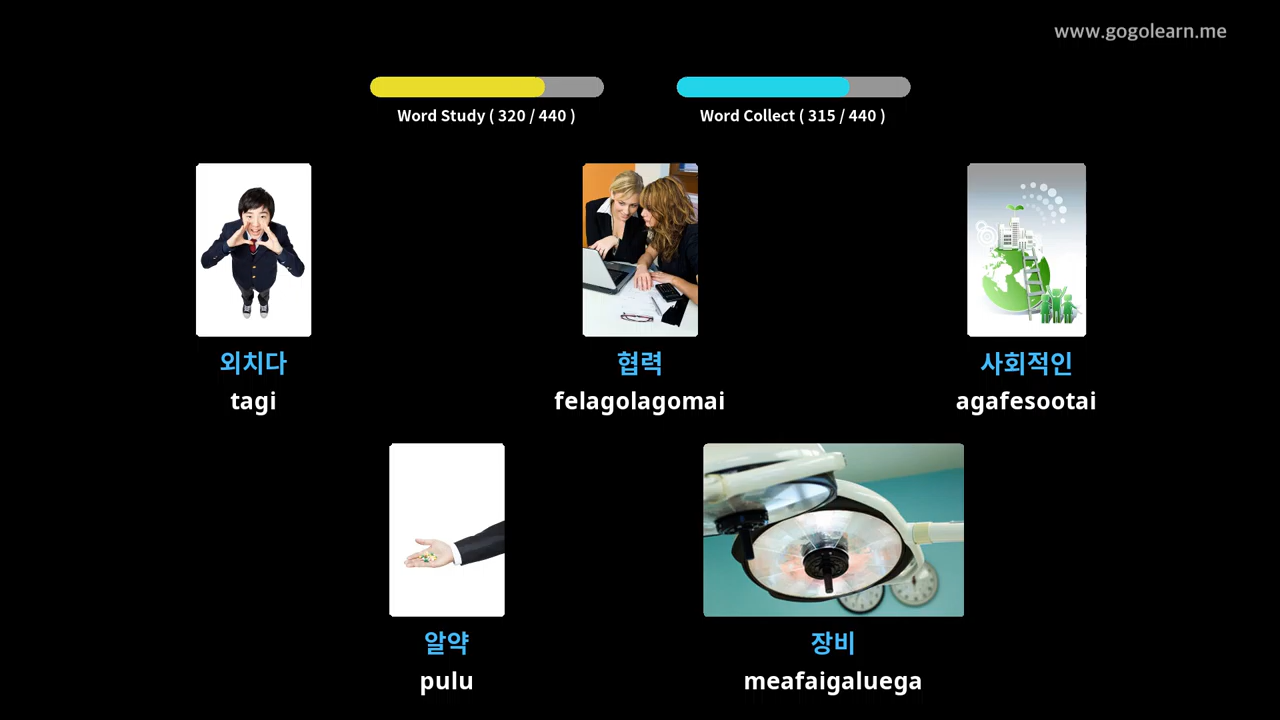 www.gogolearn.me
Word Study ( 320 / 440 )
Word Collect ( 315 / 440 )
외치다
tagi
협력
felagolagomai
사회적인
agafesootai
알약
pulu
장비
meafaigaluega